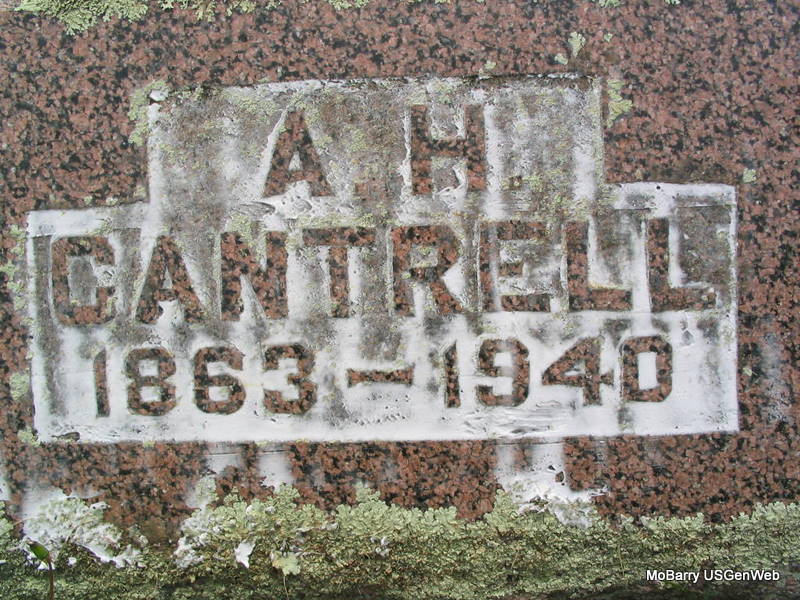 A. H.
CANTRELL
1863-1940
MoBarry USGenWeb